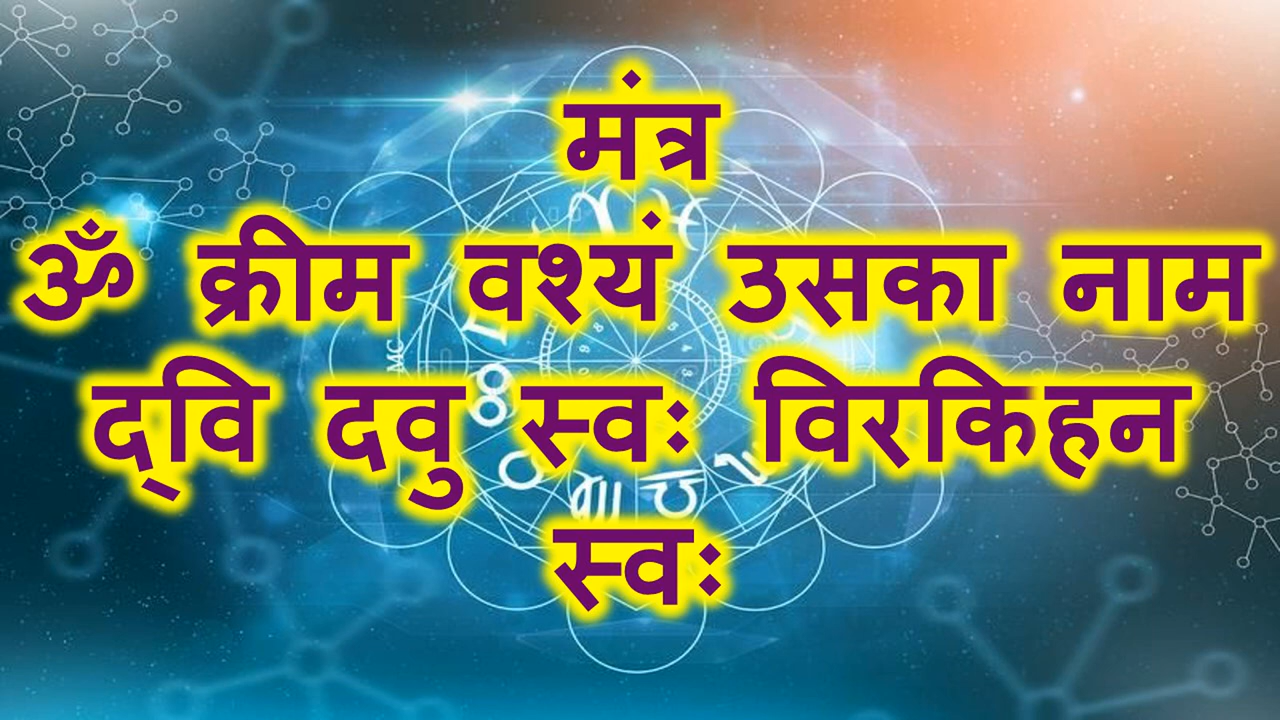 मंत्र
ॐ क्रीम वश्यं उसका नाम
द्‌वि दवु स्वः विरकिहन
स्वः